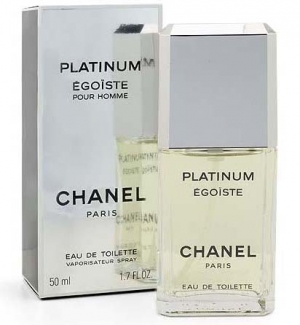 PLATINUM
ÉGOÏSTE
POUR HOMME
CHANEL
PARIS
EAU DE TOILETTE
VAPORISATEUR SPRAY
50 ml
1.7 FL.OZ.
PLATINUM
ÉGOÏSTE
CHANEL
PARIS
EAU DE TOILETTE